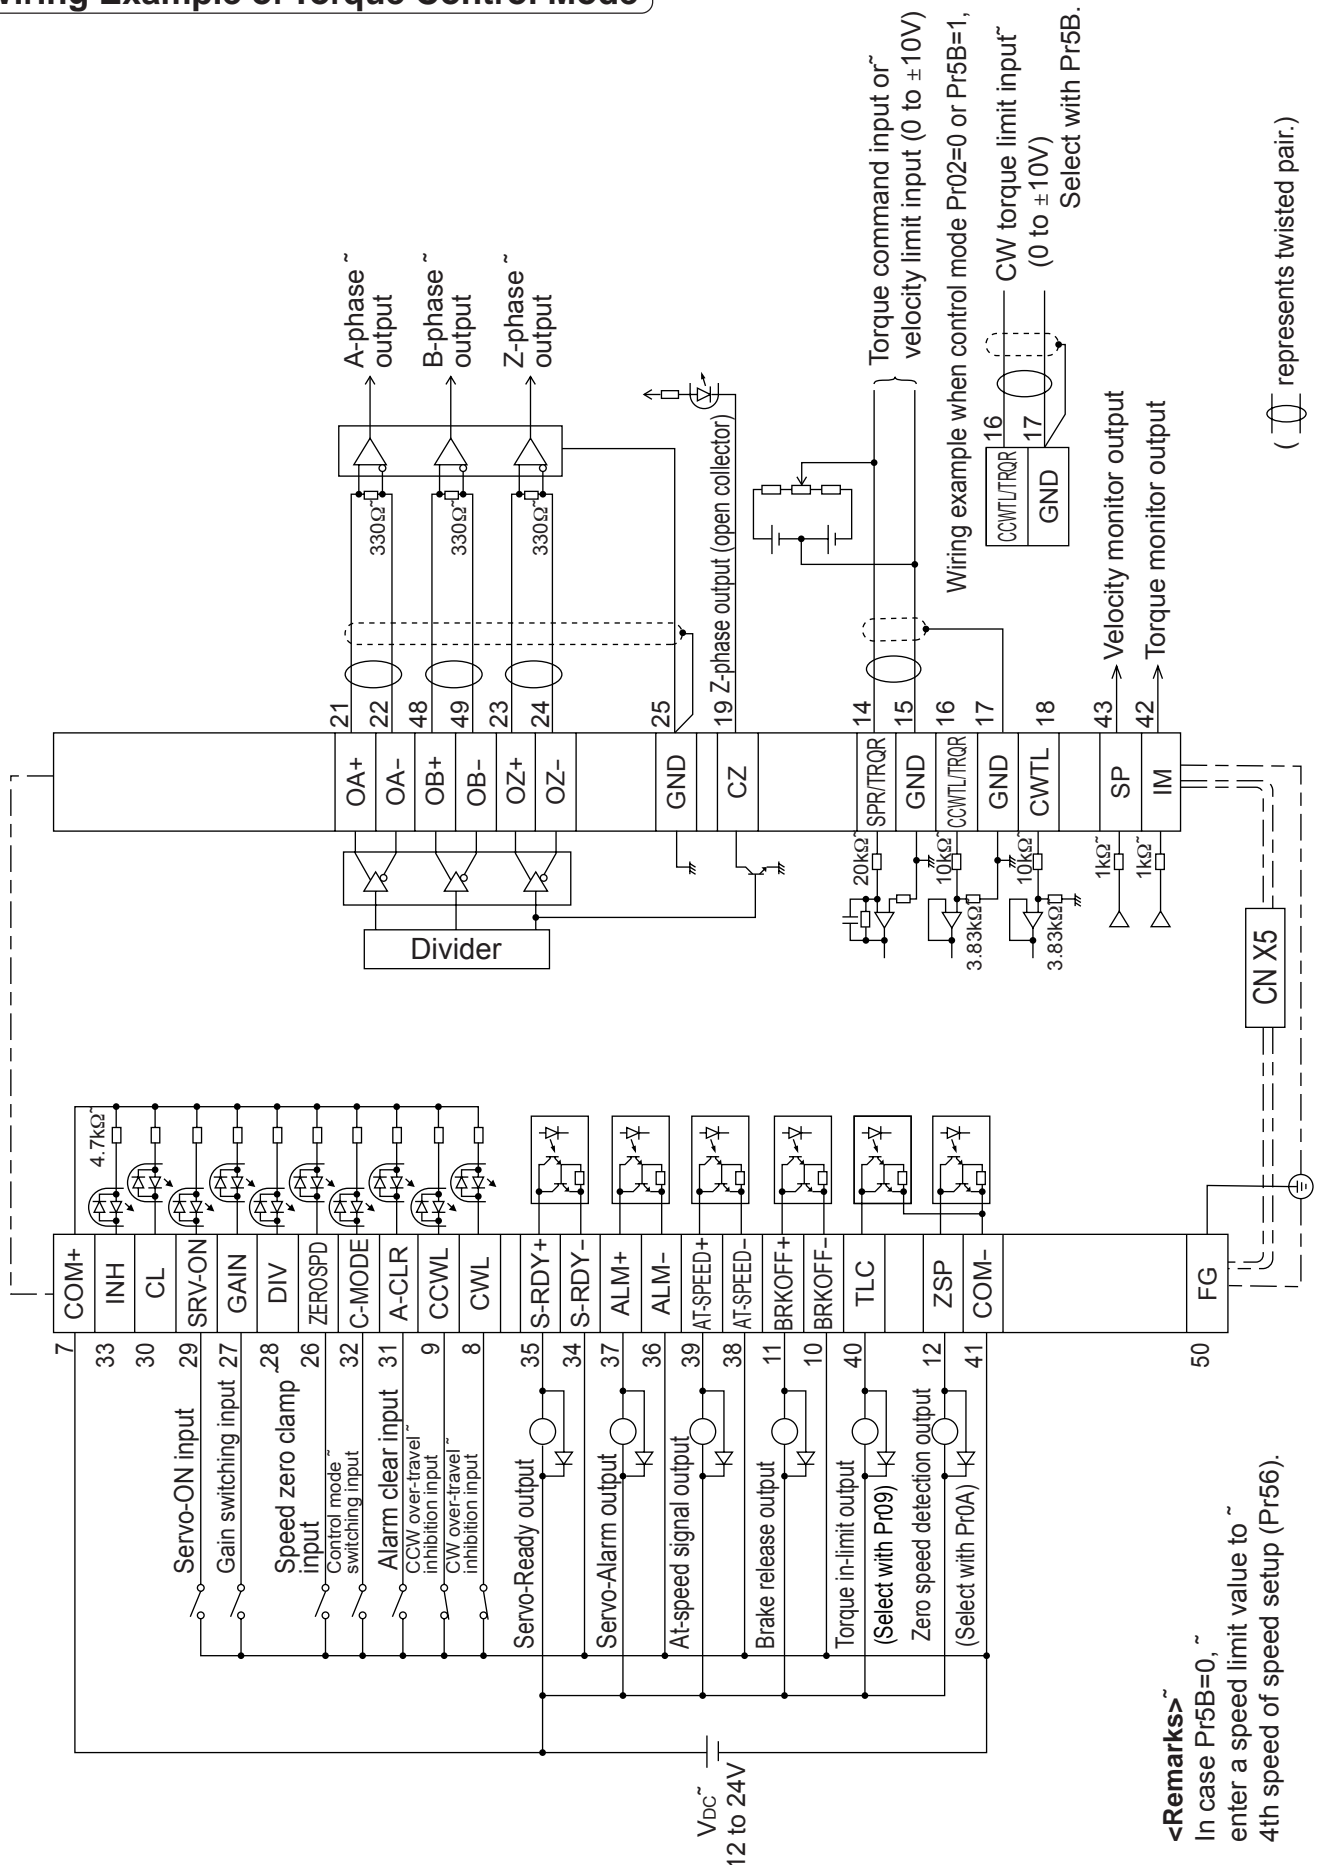 Wiring Example of Torque Control Mode
VDC~
12 to 24V
Servo-ON input
Gain switching input
Speed zero clamp~
input
Control mode~
switching input
Alarm clear input
CCW over-travel~
inhibition input
CW over-travel~
inhibition input
Servo-Ready output
Servo-Alarm output
At-speed signal output
Brake release output
Torque in-limit output
(Select with Pr09)
Zero speed detection output
(Select with Pr0A)
7 COM+
33 INH
30 CL
29 SRV-ON
27 GAIN
28 DIV
26 ZEROSPD
32 C-MODE
31 A-CLR
9 CCWL
8 CWL
35 S-RDY+
34 S-RDY−
37 ALM+
36 ALM−
39 AT-SPEED+
38 AT-SPEED−
11 BRKOFF+
10 BRKOFF−
40 TLC
12 ZSP
41 COM−
50 FG
4.7kΩ~
CN X5
Divider
OA+ 21
OA− 22
OB+ 48
OB− 49
OZ+ 23
OZ− 24
GND 25
CZ 19 Z-phase output (open collector)
330Ω~
330Ω~
330Ω~
A-phase~
output
B-phase~
output
Z-phase~
output
20kΩ~
10kΩ~
3.83kΩ~
10kΩ~
3.83kΩ~
1kΩ~
1kΩ~
SPR/TRQR 14
GND 15
CCWTL/TRQR 16
GND 17
CWTL 18
SP 43
IM 42
Velocity monitor output
Torque monitor output
Torque command input or~
velocity limit input (0 to ±10V)
Wiring example when control mode Pr02=0 or Pr5B=1,
CCWTL/TRQR 16
GND 17
CW torque limit input~
(0 to ±10V)
Select with Pr5B.
( represents twisted pair.)
<Remarks>~
In case Pr5B=0,~
enter a speed limit value to~
4th speed of speed setup (Pr56).